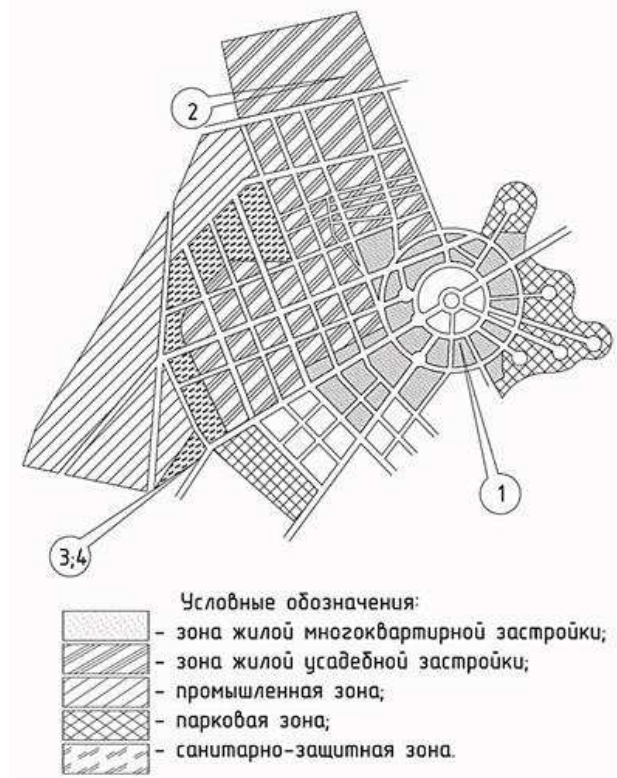 2
1
3;4
Условные обозначения:
- зона жилой многоквартирной застройки;
- зона жилой усадебной застройки;
- промышленная зона;
- парковая зона;
- санитарно-защитная зона.